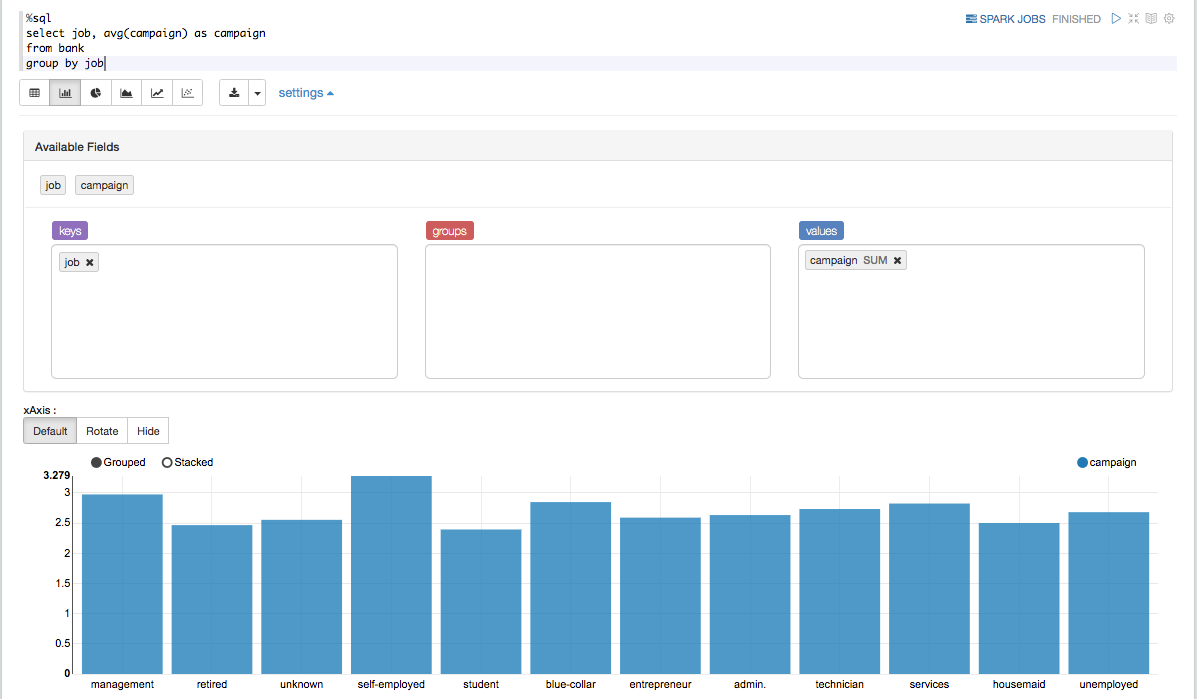 %sql
select job, avg(campaign) as campaign
from bank
group by job
SPARK JOBS FINISHED
settings
Available Fields
job campaign
keys groups values
job campaign SUM
xAxis :
Default Rotate Hide
Grouped Stacked campaign
3.279
3
2.5
2
1.5
1
0.5
0
management retired unknown self-employed student blue-collar entrepreneur admin. technician services housemaid unemployed